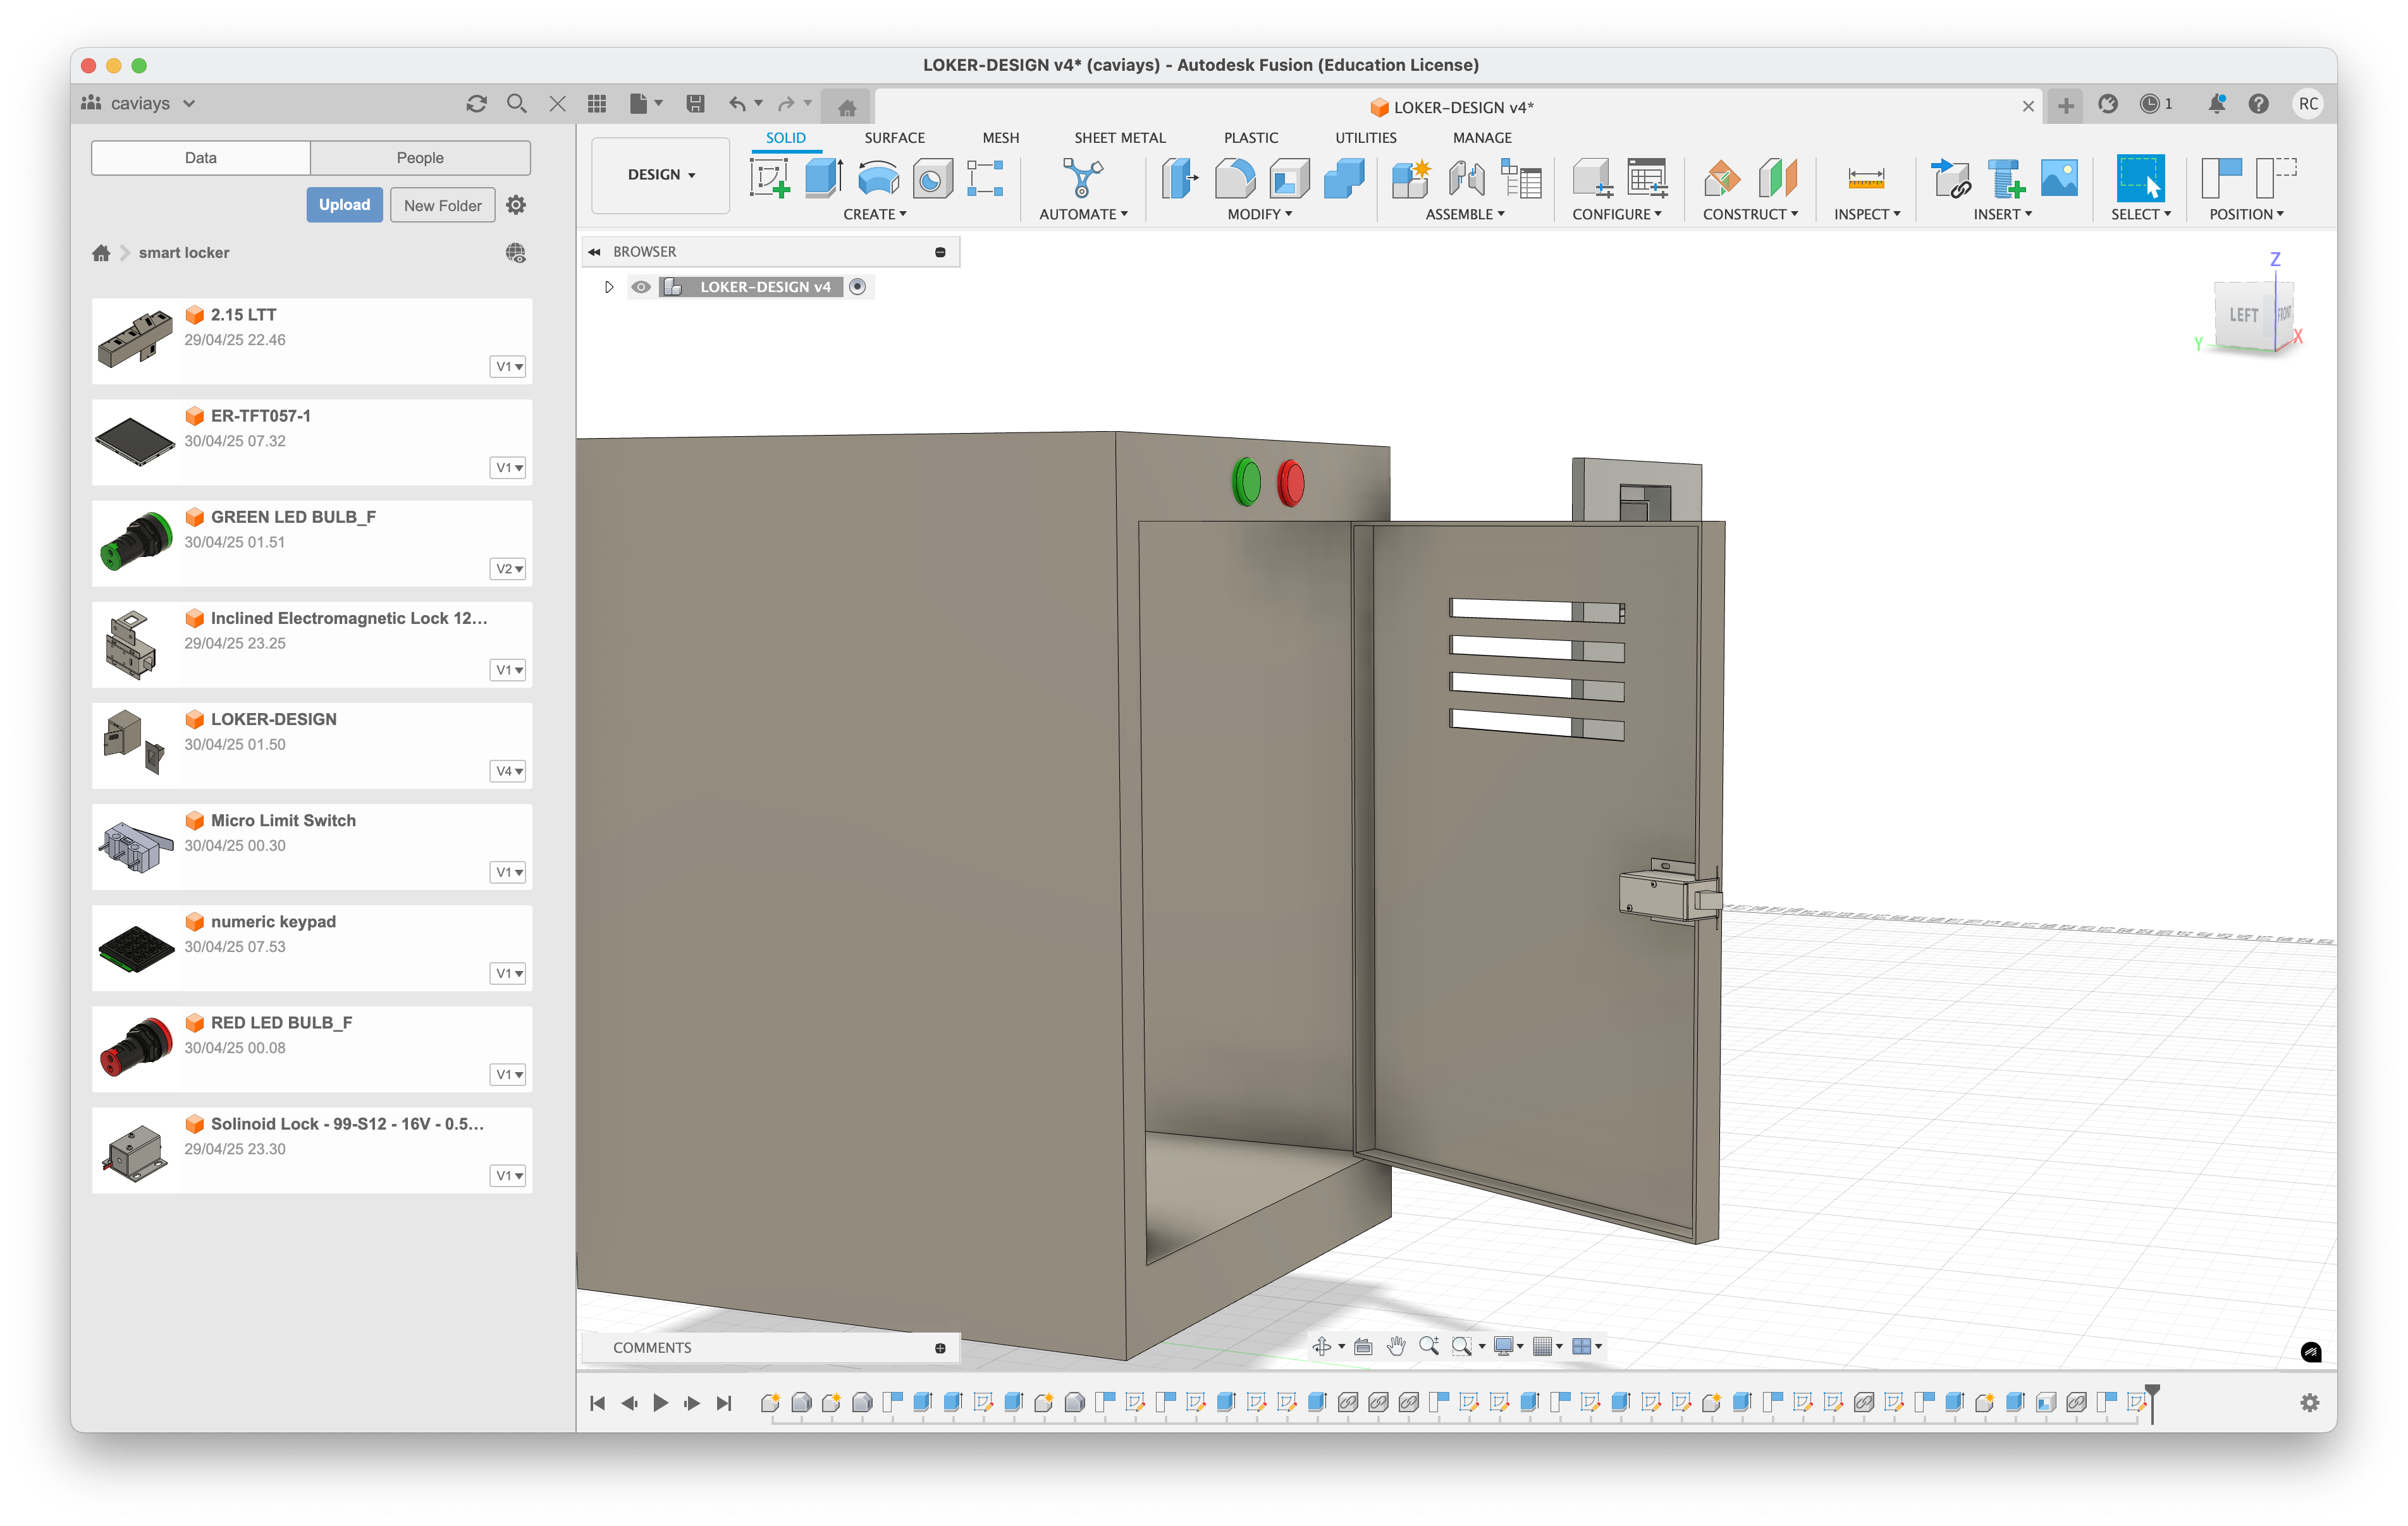 LOKER-DESIGN v4* (caviays) - Autodesk Fusion (Education License)
caviays
LOKER-DESIGN v4*
1
RC
Data
People
Upload
New Folder
smart locker
2.15 LTT
29/04/25 22.46
V1
ER-TFT057-1
30/04/25 07.32
V1
GREEN LED BULB_F
30/04/25 01.51
V2
Inclined Electromagnetic Lock 12...
29/04/25 23.25
V1
LOKER-DESIGN
30/04/25 01.50
V4
Micro Limit Switch
30/04/25 00.30
V1
numeric keypad
30/04/25 07.53
V1
RED LED BULB_F
30/04/25 00.08
V1
Solinoid Lock - 99-S12 - 16V - 0.5...
29/04/25 23.30
V1
DESIGN
SOLID
SURFACE
MESH
SHEET METAL
PLASTIC
UTILITIES
MANAGE
CREATE
AUTOMATE
MODIFY
ASSEMBLE
CONFIGURE
CONSTRUCT
INSPECT
INSERT
SELECT
POSITION
BROWSER
LOKER-DESIGN v4
Z
LEFT
FRONT
Y
X
COMMENTS